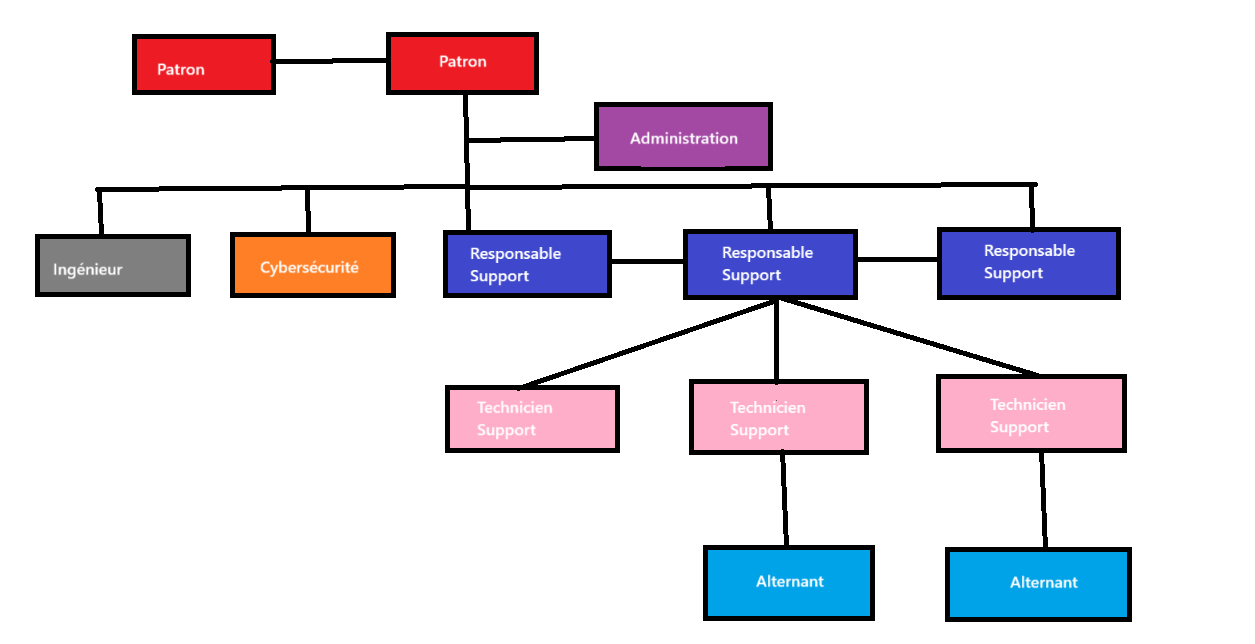 Patron
Patron
Administration
Ingénieur
Cybersécurité
Responsable
Support
Responsable
Support
Responsable
Support
Technicien
Support
Technicien
Support
Technicien
Support
Alternant
Alternant